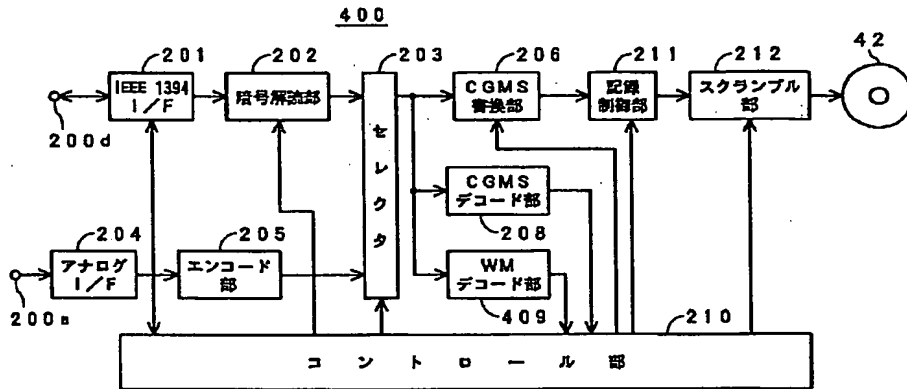 400
201
202
203
206
211
212
42
IEEE 1394
I/F
暗号解読部
セレクタ
CGMS
書換部
記録
制御部
スクランブル
部
200d
CGMS
デコード部
208
204
205
アナログ
I/F
エンコード
部
WM
デコード部
200a
409
210
コントロール部